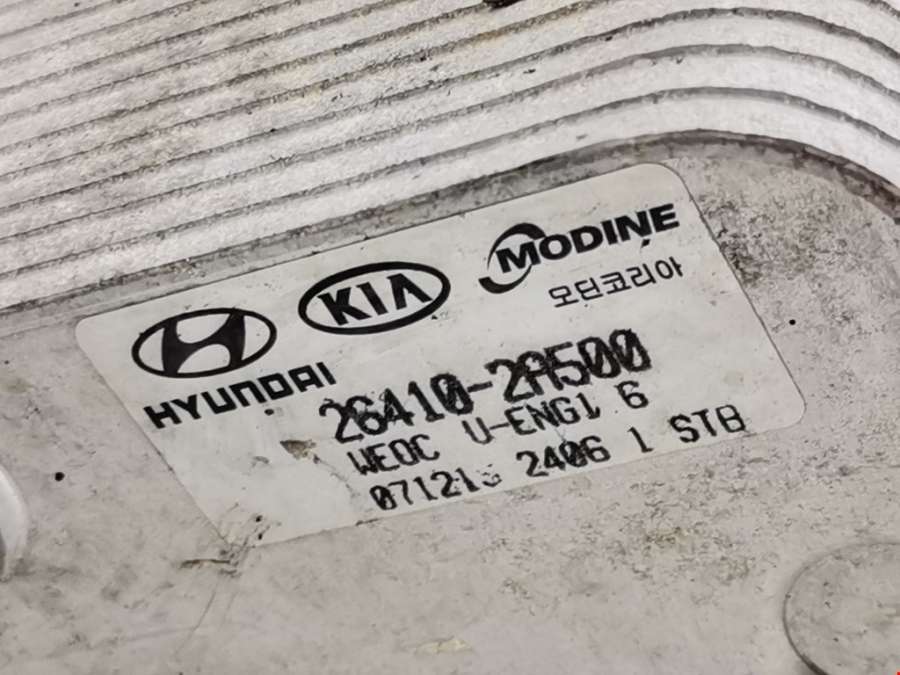 HYUNDAI
KIA
MODINE
모딘코리아
26410-2A500
WEOC U-ENG1 6
2406 1 STB